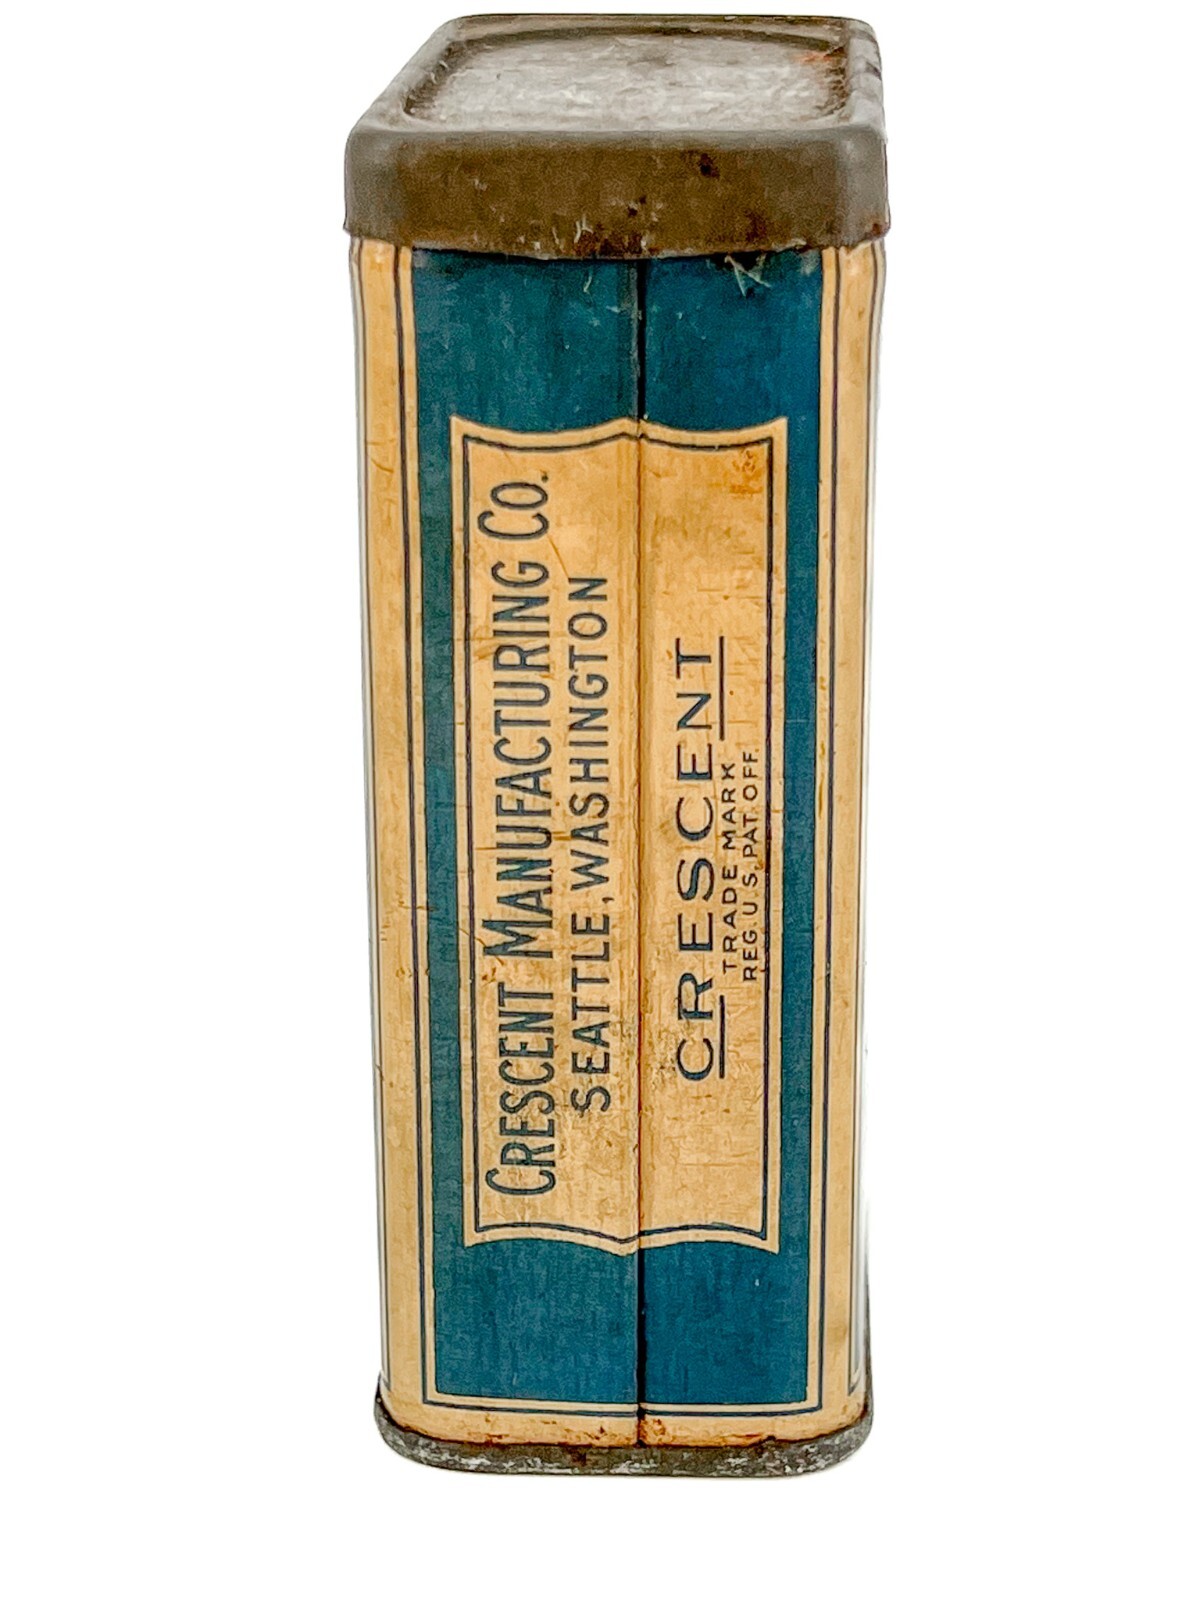 CRESCENT MANUFACTURING CO.
SEATTLE, WASHINGTON
CRESCENT
TRADE MARK
REG. U.S. PAT. OFF.